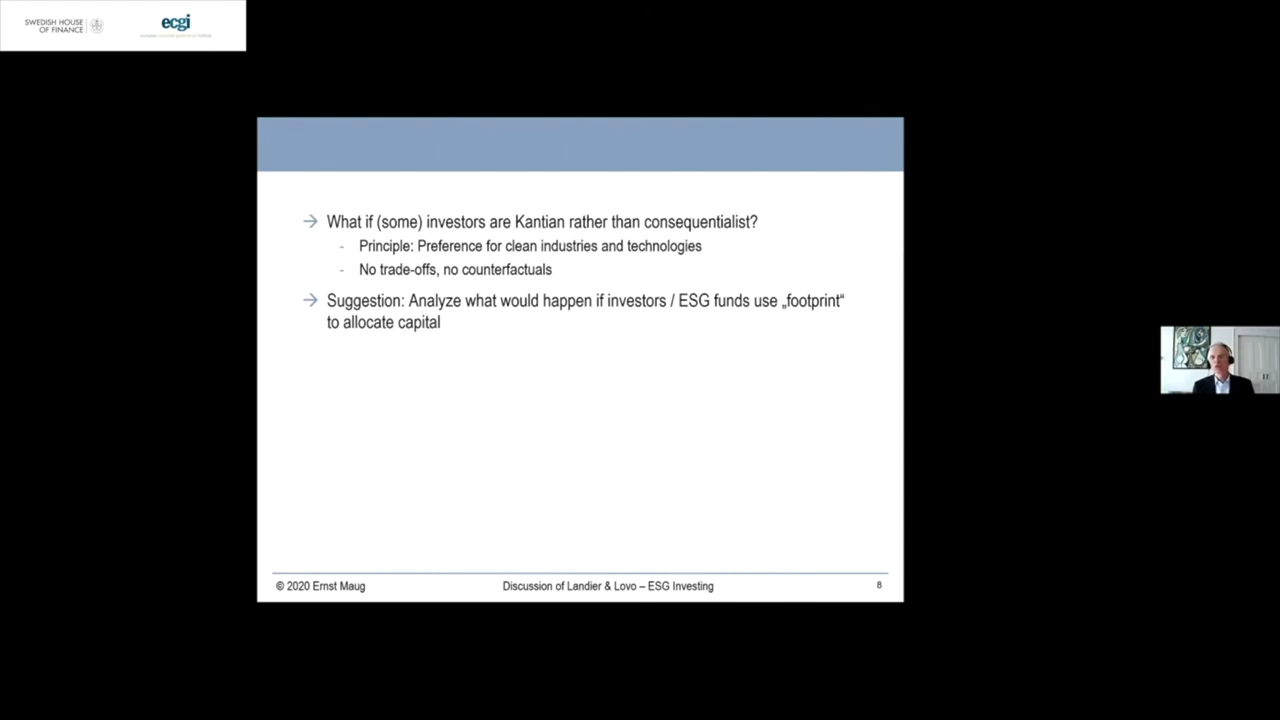 SWEDISH HOUSE
OF FINANCE
ecgi
What if (some) investors are Kantian rather than consequentialist?
- Principle: Preference for clean industries and technologies
- No trade-offs, no counterfactuals
Suggestion: Analyze what would happen if investors / ESG funds use „footprint“
to allocate capital
© 2020 Ernst Maug
Discussion of Landier & Lovo – ESG Investing
8